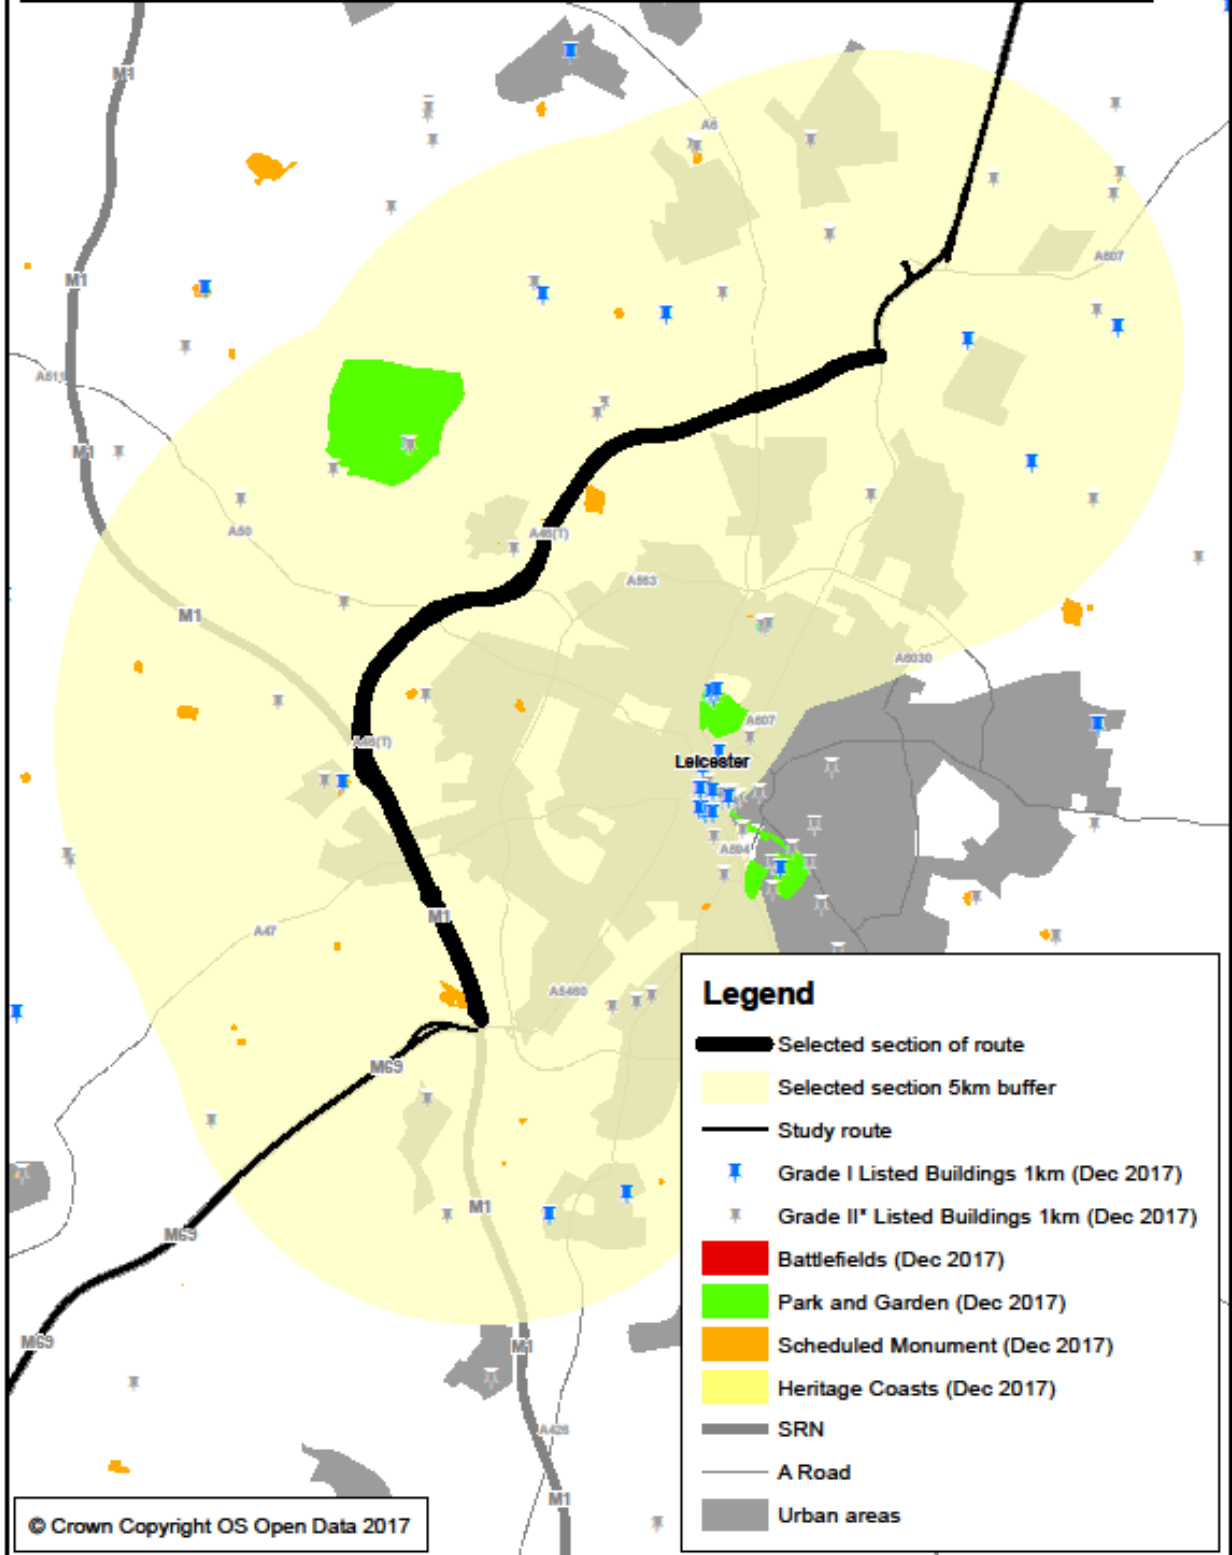 M1
A6
A607
M1
A511
M1
A50
A46(T)
A563
M1
A6030
A607
A46(T)
Leicester
A594
M1
A47
A5460
M69
M1
M69
M69
M1
A426
M1
Legend
Selected section of route
Selected section 5km buffer
Study route
Grade I Listed Buildings 1km (Dec 2017)
Grade II* Listed Buildings 1km (Dec 2017)
Battlefields (Dec 2017)
Park and Garden (Dec 2017)
Scheduled Monument (Dec 2017)
Heritage Coasts (Dec 2017)
SRN
A Road
Urban areas
© Crown Copyright OS Open Data 2017